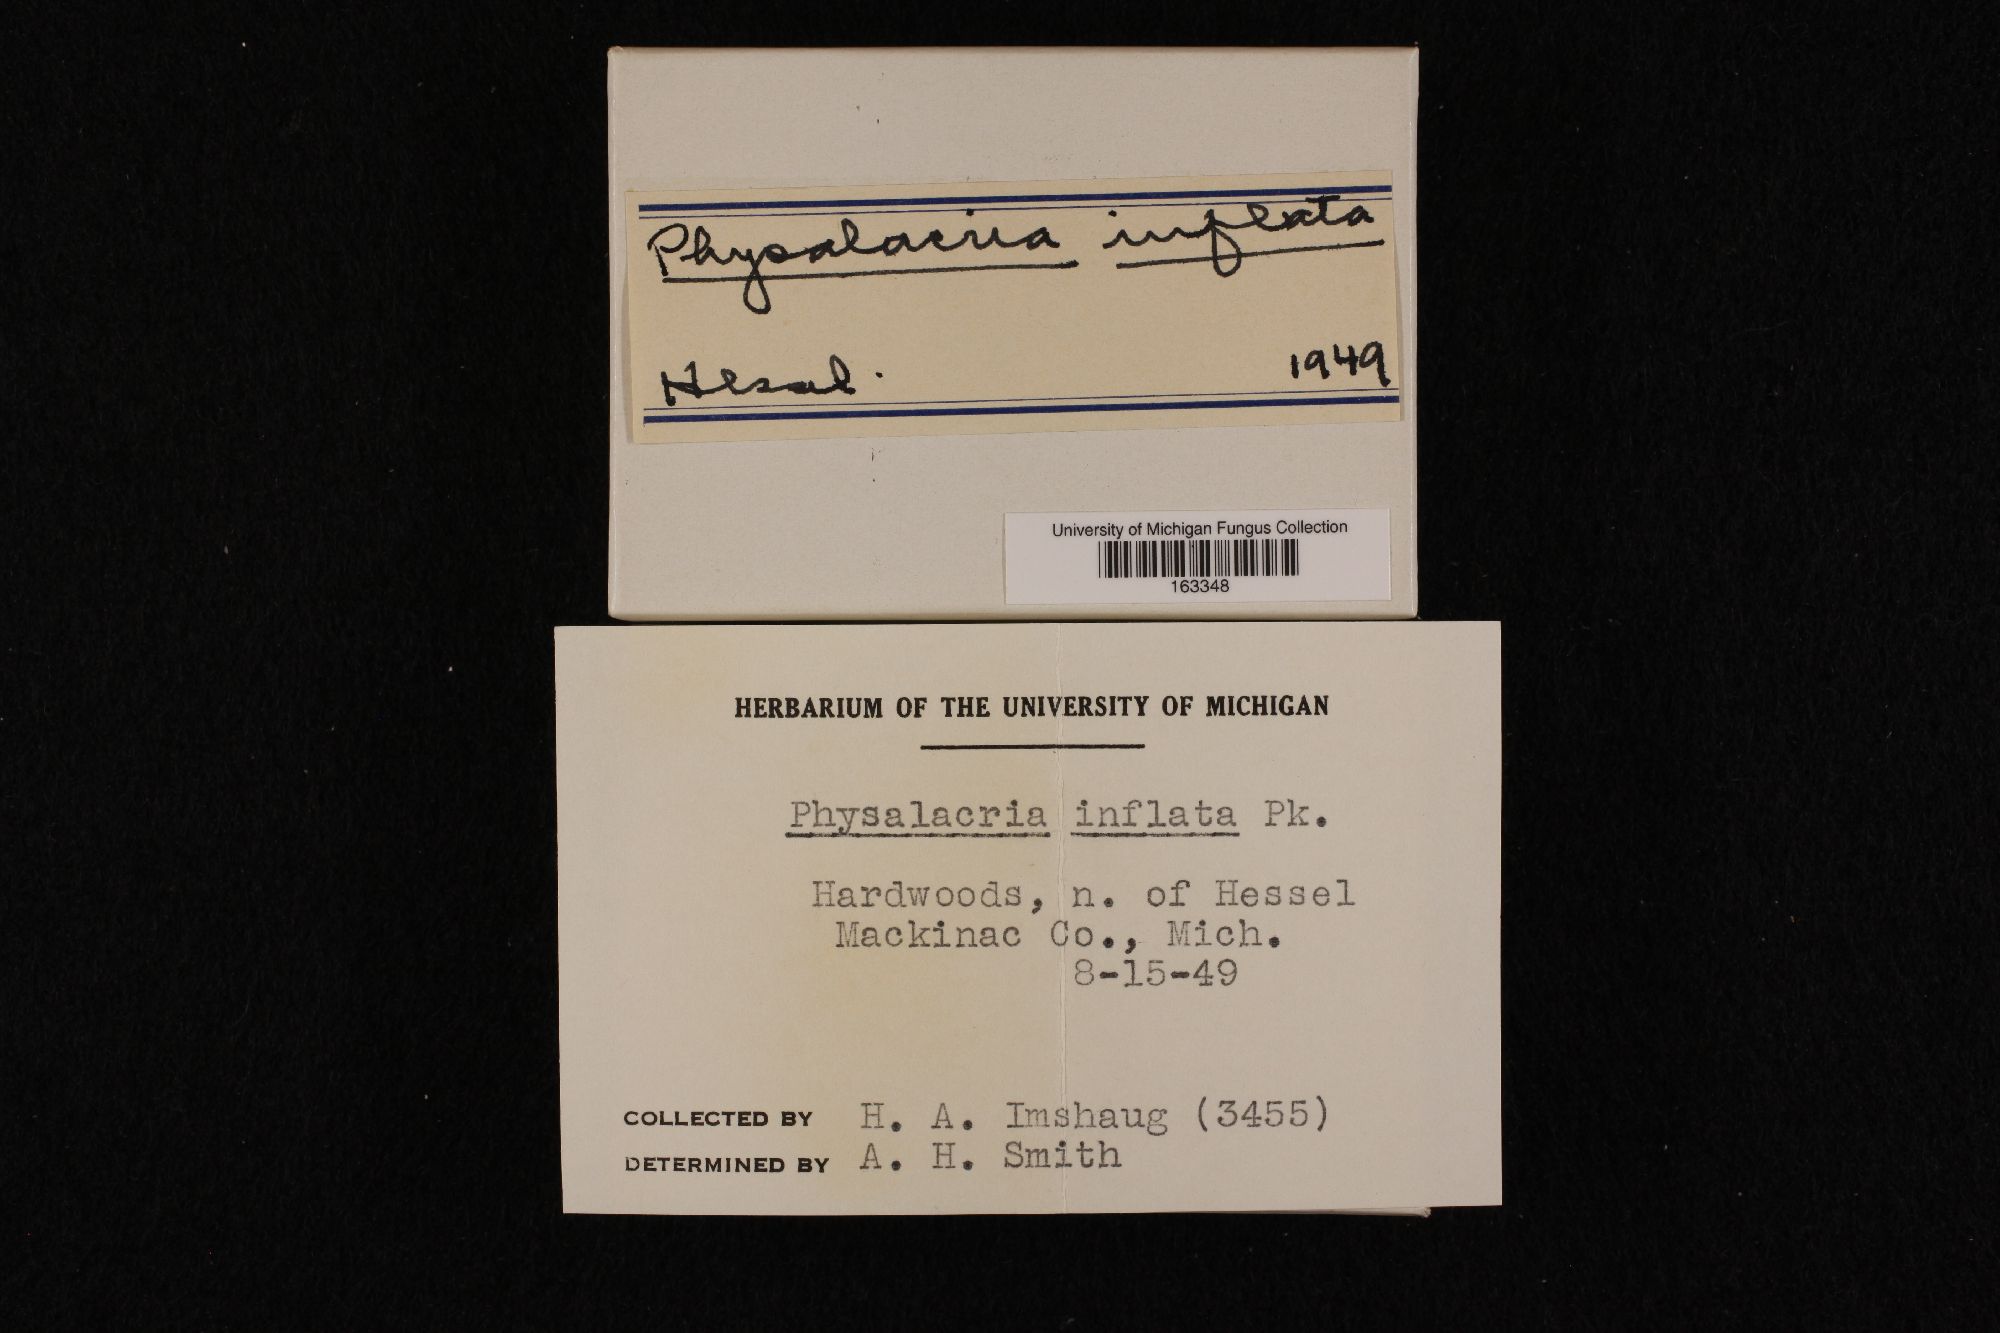 Physalacria inflata
Hesal. 1949
University of Michigan Fungus Collection
163348
HERBARIUM OF THE UNIVERSITY OF MICHIGAN
Physalacria inflata Pk.
Hardwoods, n. of Hessel
Mackinac Co., Mich.
8-15-49
COLLECTED BY H. A. Imshaug (3455)
DETERMINED BY A. H. Smith